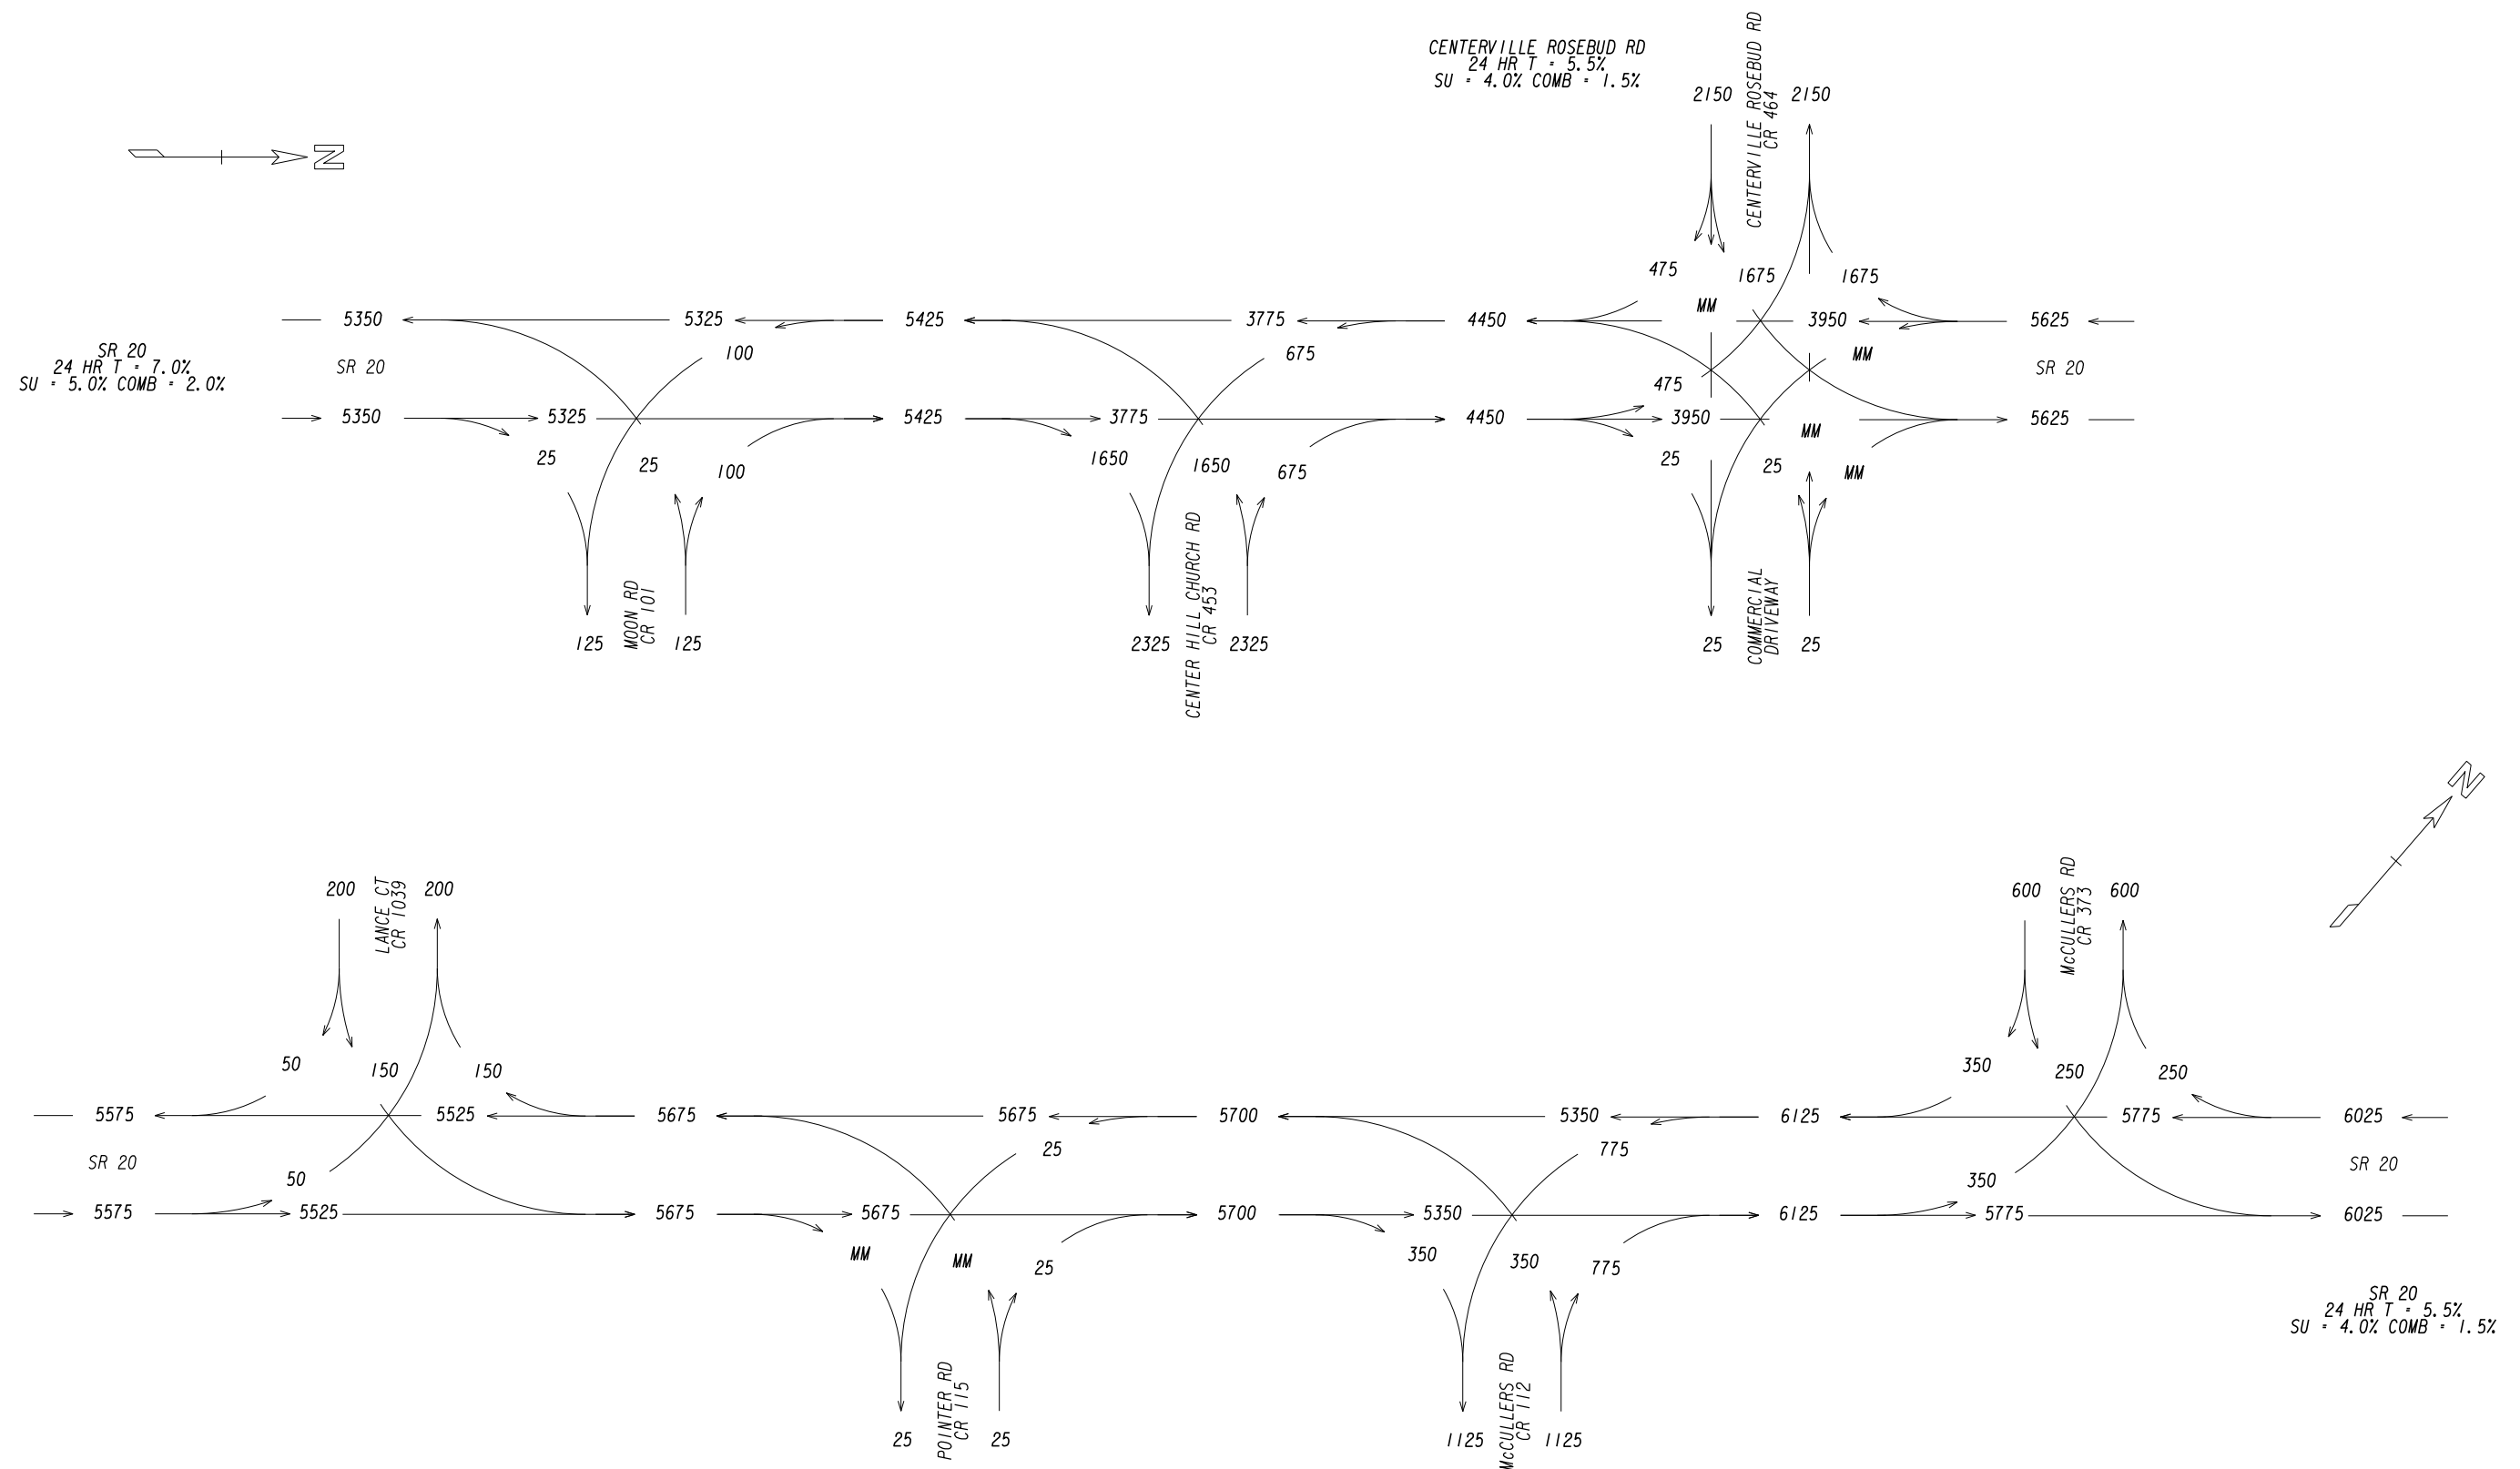 CENTERVILLE ROSEBUD RD
24 HR T = 5.5%
SU = 4.0% COMB = 1.5%
2150
CENTERVILLE ROSEBUD RD
CR 464
2150
N
475
1675
1675
MM
5350
5325
5425
3775
4450
3950
5625
SR 20
24 HR T = 7.0%
SU = 5.0% COMB = 2.0%
SR 20
100
675
475
MM
SR 20
5350
5325
5425
3775
4450
3950
MM
5625
25
25
100
1650
1650
675
25
25
MM
125
MOON RD
CR 101
125
2325
CENTER HILL CHURCH RD
CR 453
2325
25
COMMERCIAL
DRIVEWAY
25
N
200
LANCE CT
CR 1039
200
600
McCULLERS RD
CR 373
600
50
150
150
350
250
250
5575
5525
5675
5675
5700
5350
6125
5775
6025
SR 20
50
25
775
350
SR 20
5575
5525
5675
5675
5700
5350
6125
5775
6025
MM
MM
25
350
350
775
SR 20
24 HR T = 5.5%
SU = 4.0% COMB = 1.5%
25
POINTER RD
CR 115
25
1125
McCULLERS RD
CR 112
1125